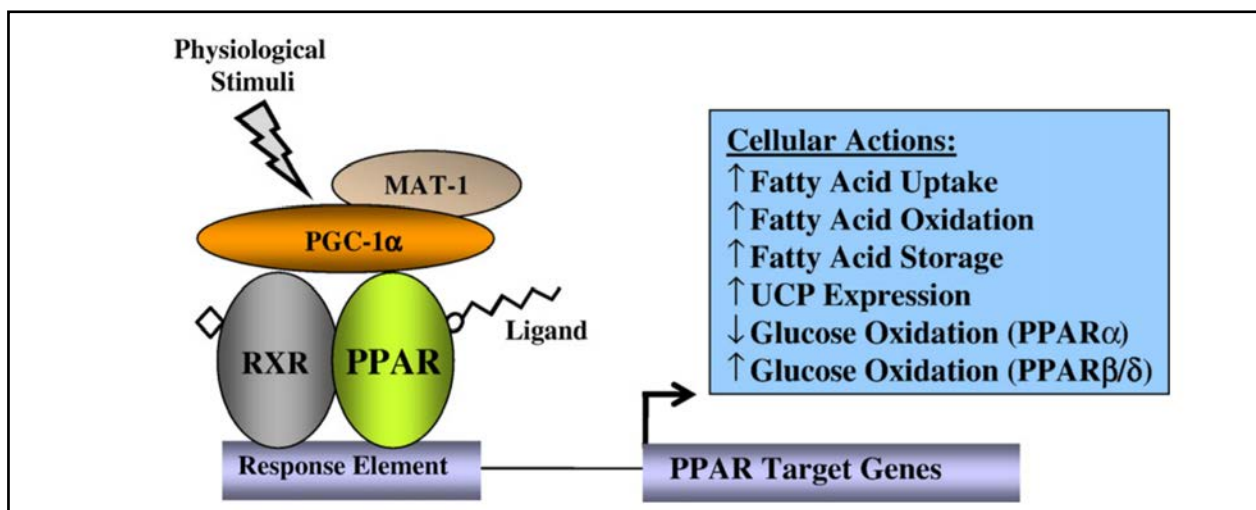 Physiological
Stimuli
MAT-1
PGC-1α
RXR
PPAR
Ligand
Response Element
PPAR Target Genes
Cellular Actions:
↑ Fatty Acid Uptake
↑ Fatty Acid Oxidation
↑ Fatty Acid Storage
↑ UCP Expression
↓ Glucose Oxidation (PPARα)
↑ Glucose Oxidation (PPARβ/δ)